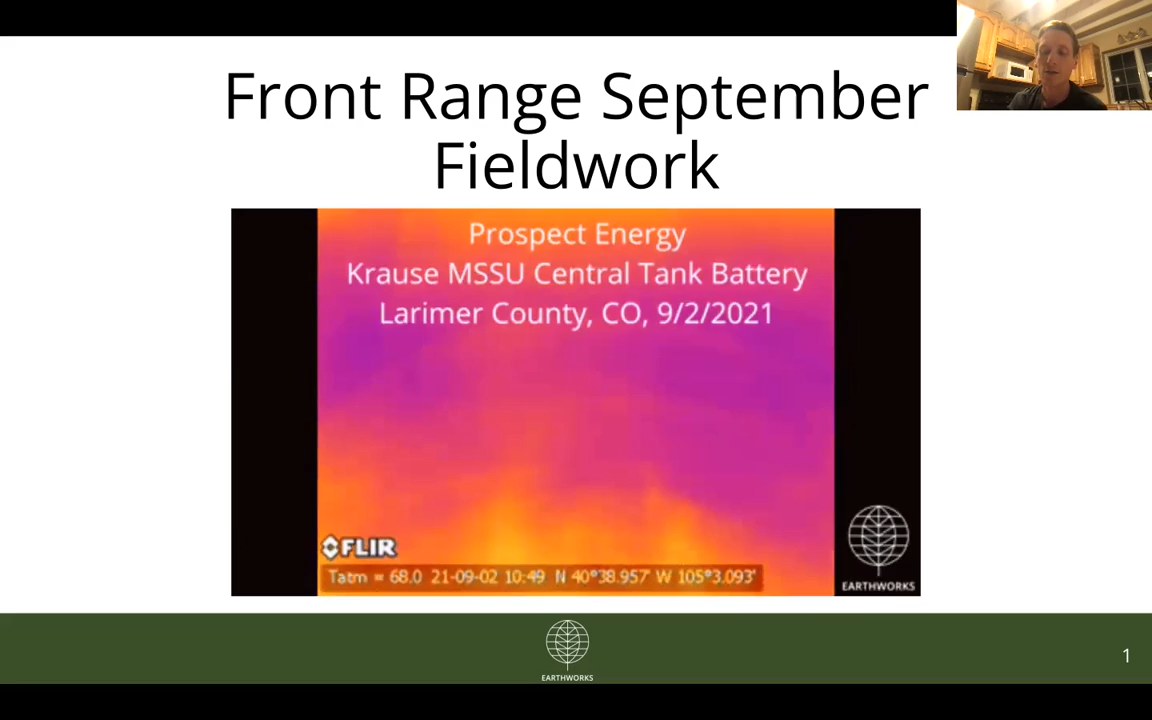 Front Range September
Fieldwork
Prospect Energy
Krause MSSU Central Tank Battery
Larimer County, CO, 9/2/2021
FLIR
Tatm = 68.0 21-09-02 10:49 N 40°38.957' W 105°3.093'
EARTHWORKS
EARTHWORKS
1